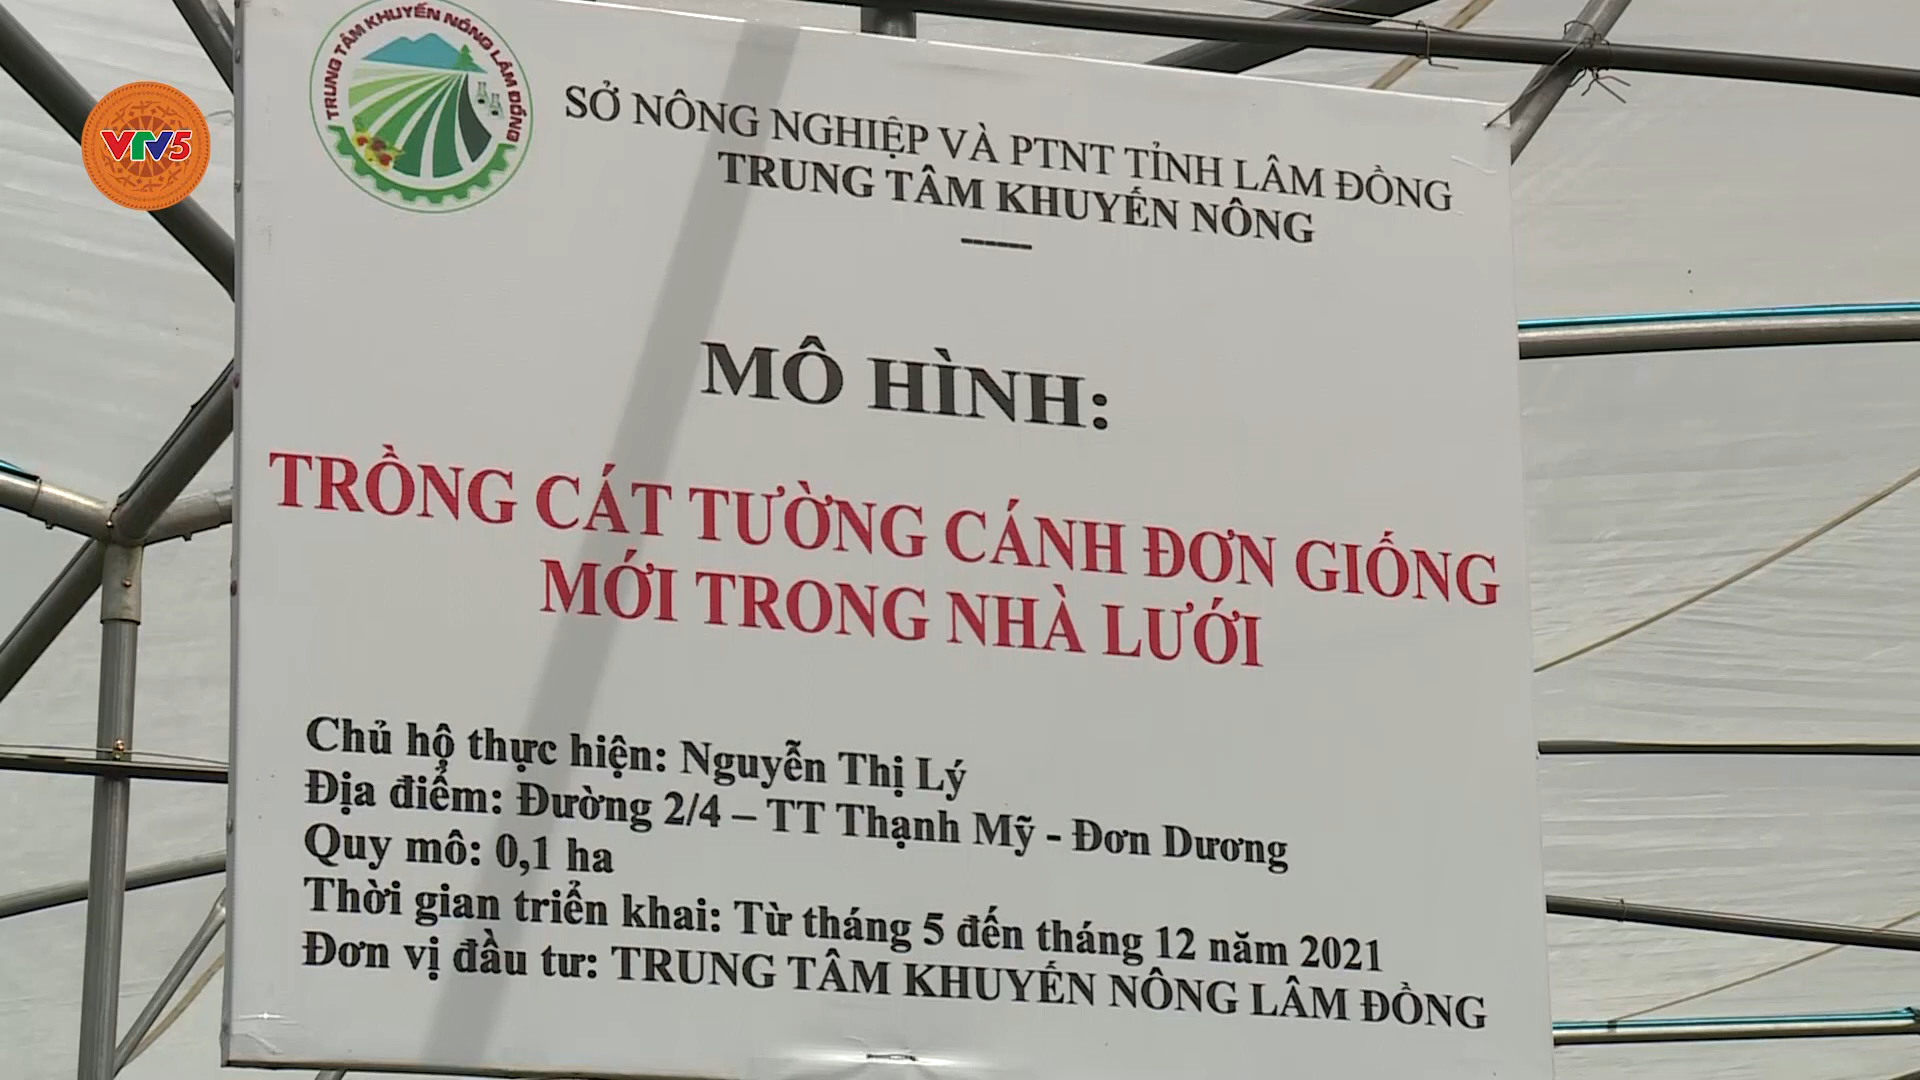 TRUNG TÂM KHUYẾN NÔNG LÂM ĐỒNG
VTV5
SỞ NÔNG NGHIỆP VÀ PTNT TỈNH LÂM ĐỒNG
TRUNG TÂM KHUYẾN NÔNG
MÔ HÌNH:
TRỒNG CÁT TƯỜNG CÁNH ĐƠN GIỐNG
MỚI TRONG NHÀ LƯỚI
Chủ hộ thực hiện: Nguyễn Thị Lý
Địa điểm: Đường 2/4 – TT Thạnh Mỹ - Đơn Dương
Quy mô: 0,1 ha
Thời gian triển khai: Từ tháng 5 đến tháng 12 năm 2021
Đơn vị đầu tư: TRUNG TÂM KHUYẾN NÔNG LÂM ĐỒNG